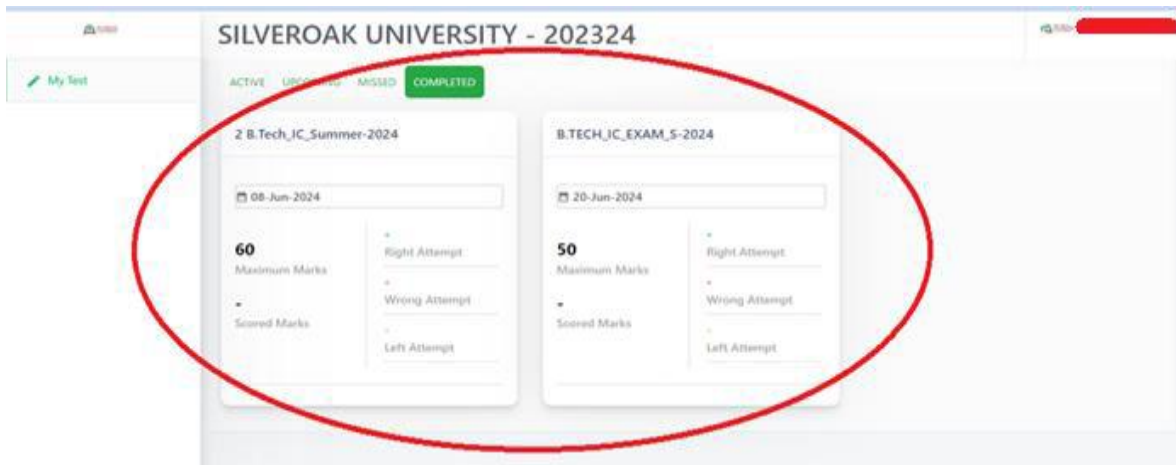 SILVEROAK UNIVERSITY - 202324
My Test
ACTIVE UPCOMING MISSED COMPLETED
2 B.Tech_IC_Summer-2024
08-Jun-2024
60
Maximum Marks
-
Scored Marks
-
Right Attempt
-
Wrong Attempt
-
Left Attempt
B.TECH_IC_EXAM_S-2024
20-Jun-2024
50
Maximum Marks
-
Scored Marks
-
Right Attempt
-
Wrong Attempt
-
Left Attempt